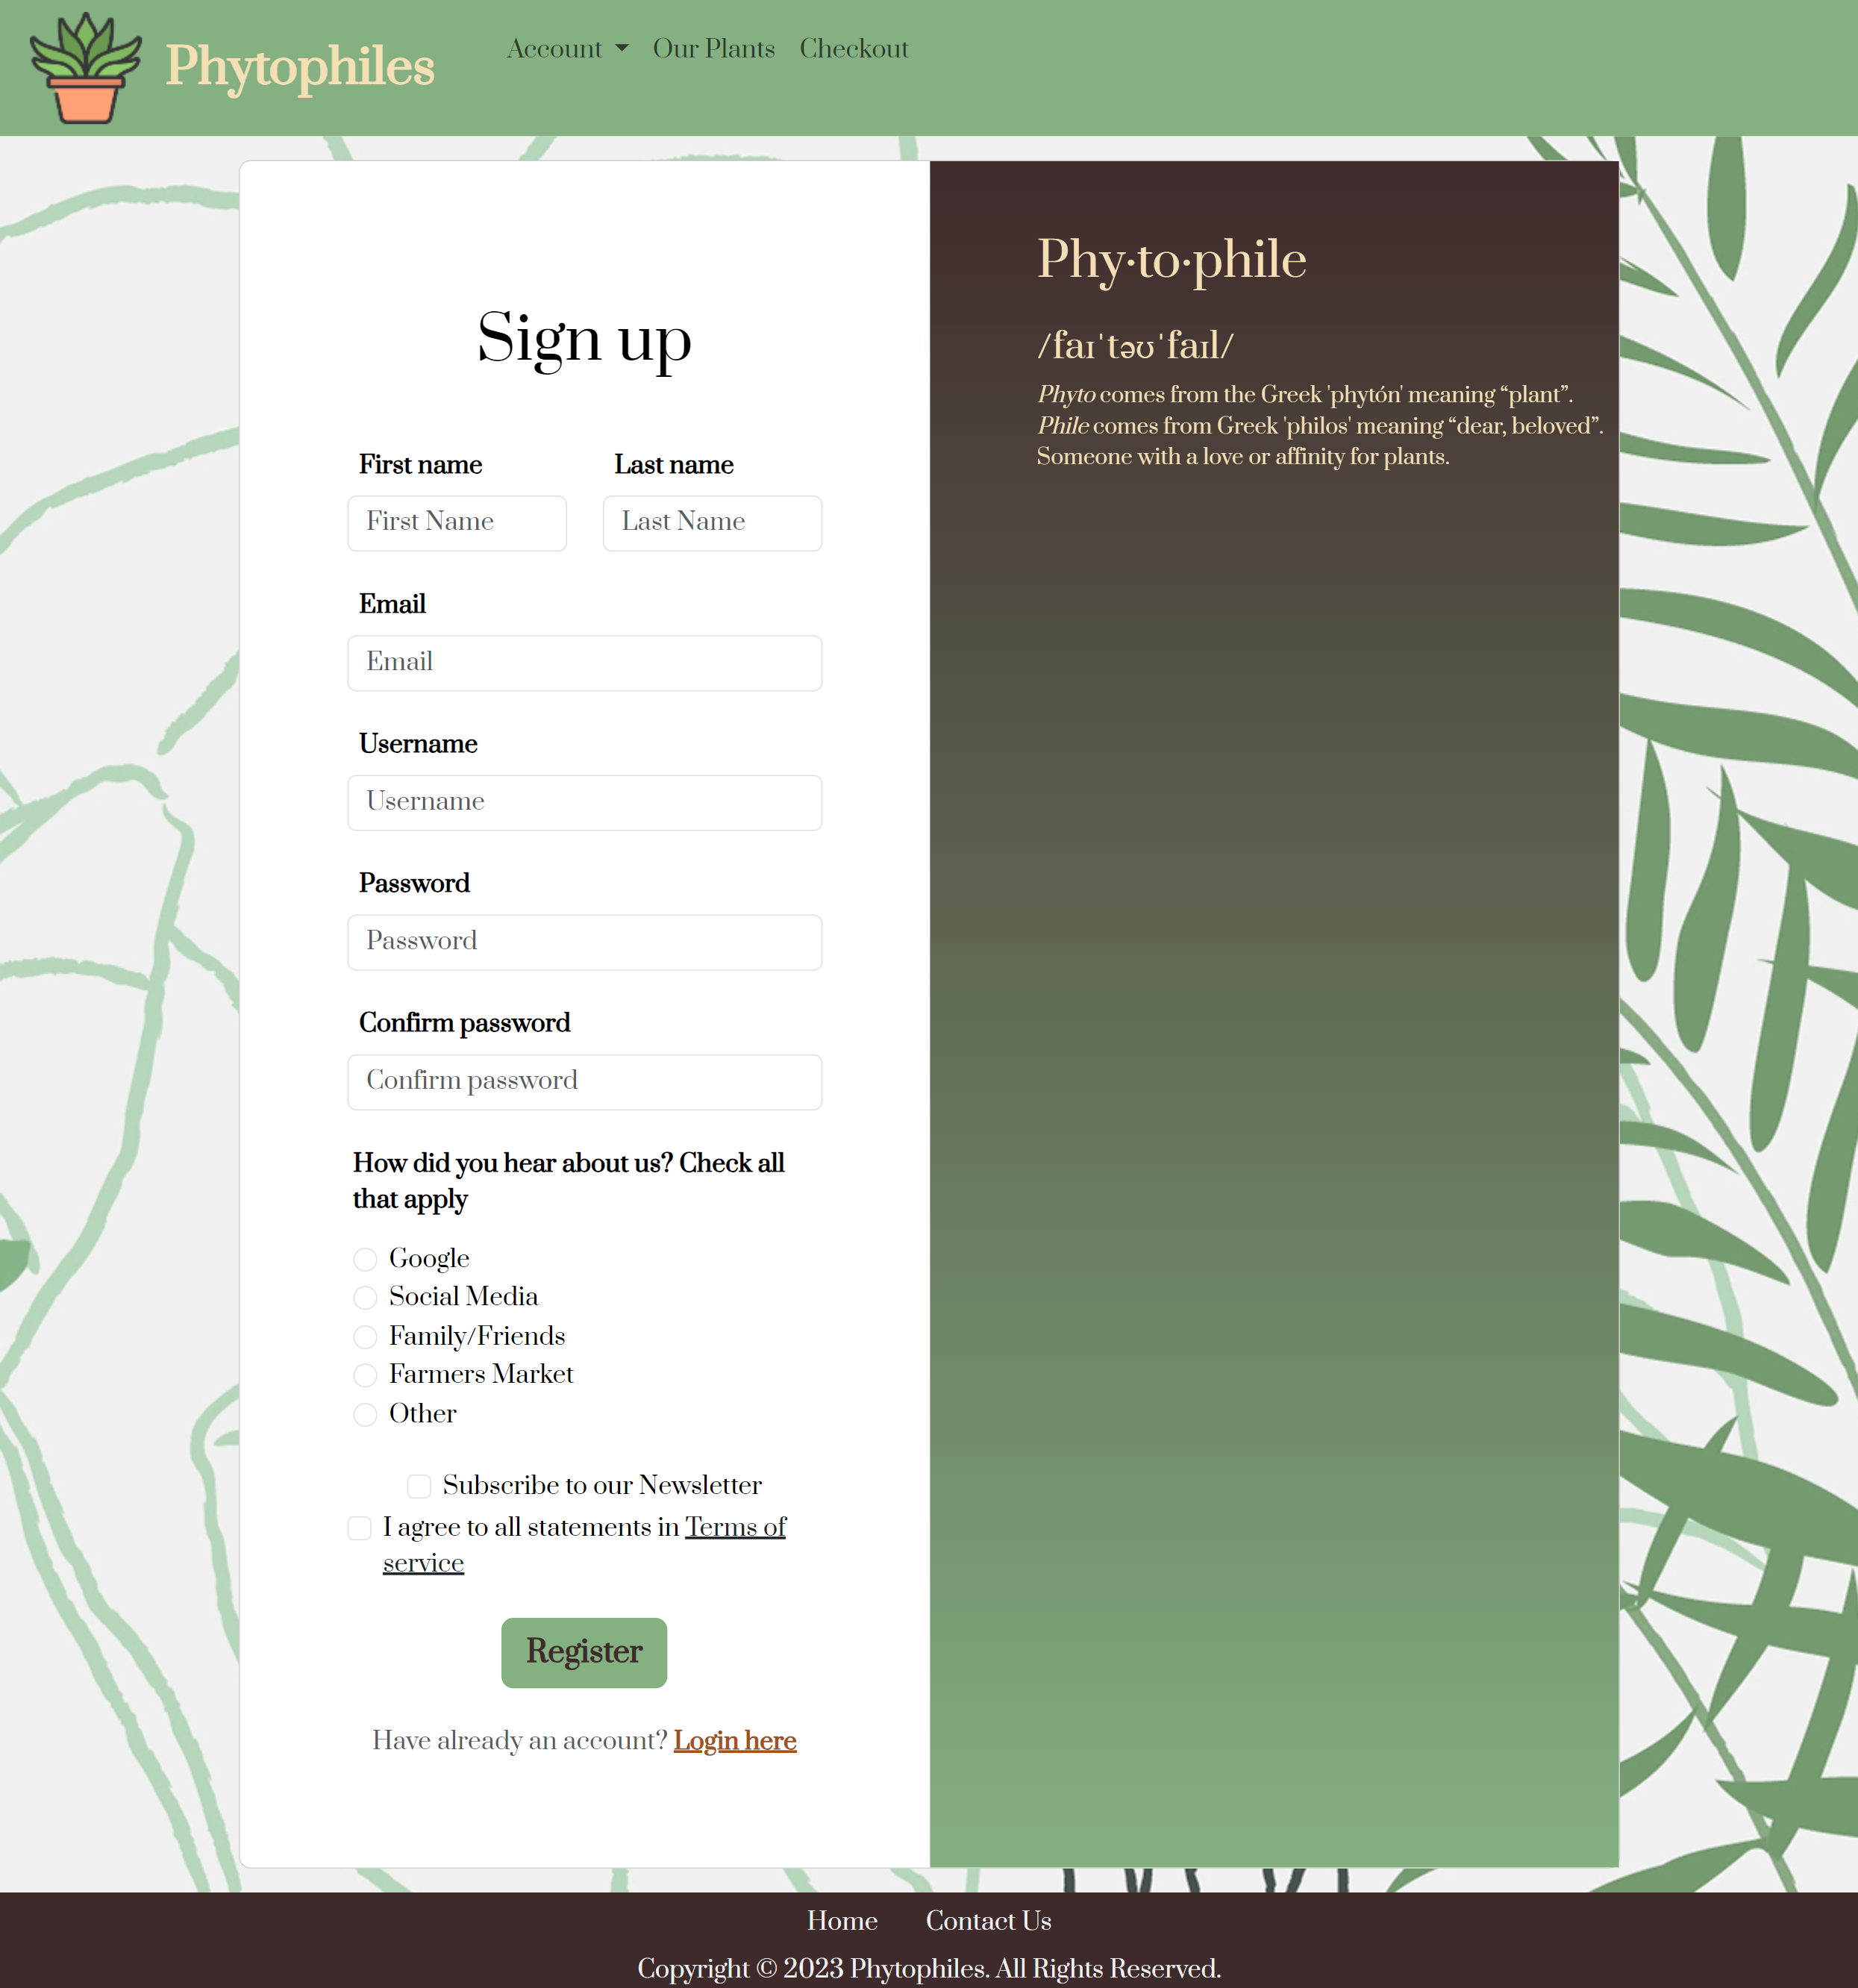 Phytophiles
Account Our Plants Checkout
Sign up
First name
Last name
First Name
Last Name
Email
Email
Username
Username
Password
Password
Confirm password
Confirm password
How did you hear about us? Check all
that apply
Google
Social Media
Family/Friends
Farmers Market
Other
Subscribe to our Newsletter
I agree to all statements in Terms of
service
Register
Have already an account? Login here
Phy·to·phile
/faɪˈtəʊˈfaɪl/
Phyto comes from the Greek 'phytón' meaning “plant”.
Phile comes from Greek 'philos' meaning “dear, beloved”.
Someone with a love or affinity for plants.
Home Contact Us
Copyright © 2023 Phytophiles. All Rights Reserved.